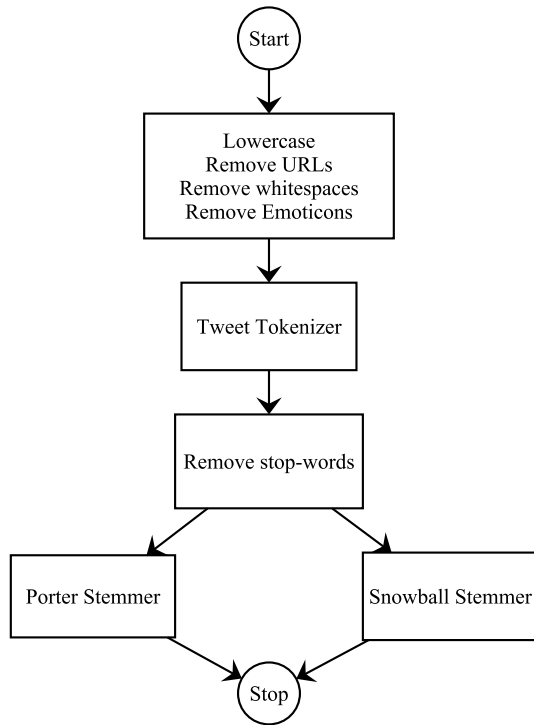 Start
Lowercase
Remove URLs
Remove whitespaces
Remove Emoticons
Tweet Tokenizer
Remove stop-words
Porter Stemmer
Snowball Stemmer
Stop